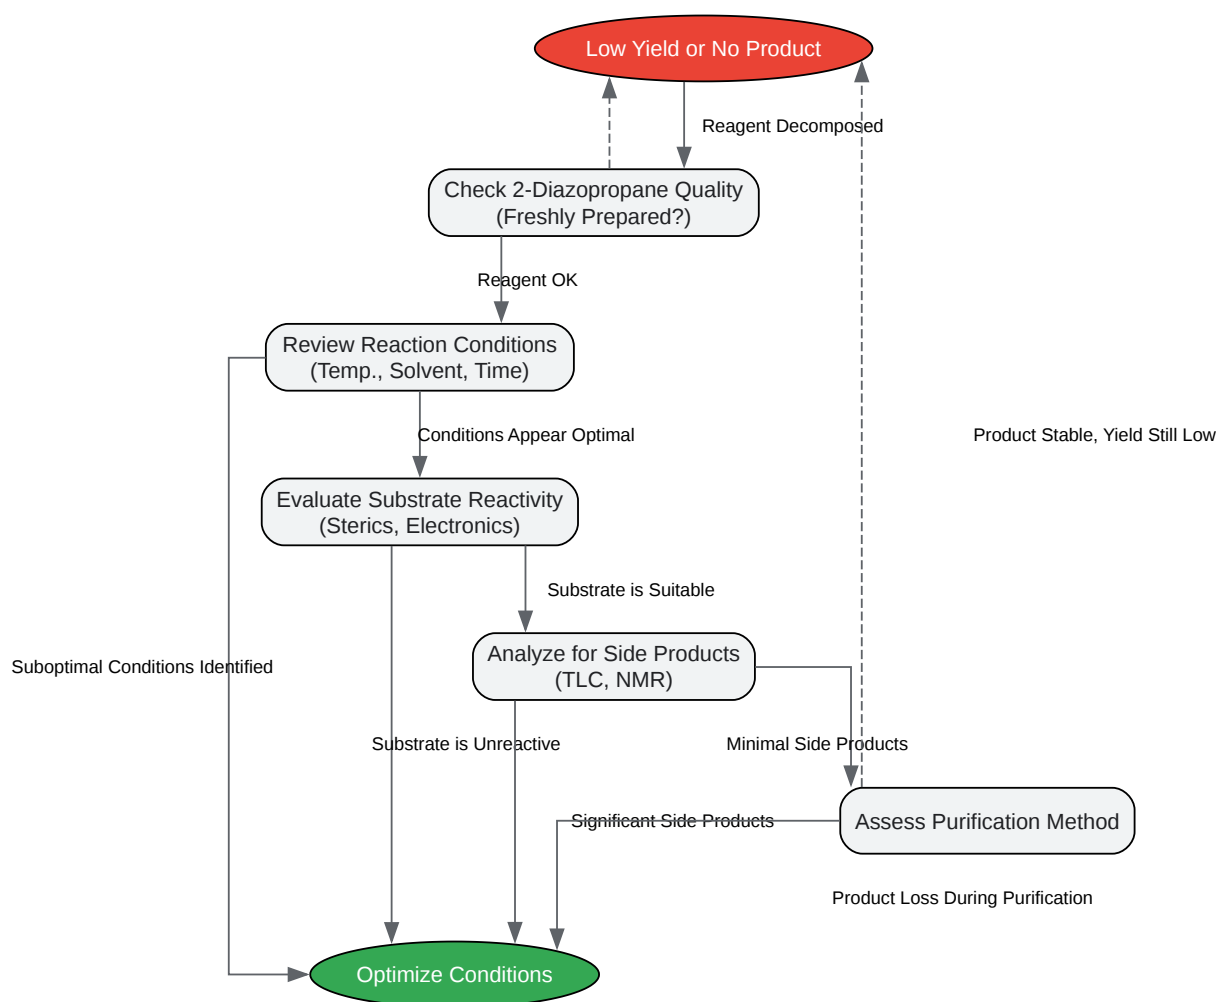 Low Yield or No Product
Reagent Decomposed
Check 2-Diazopropane Quality
(Freshly Prepared?)
Reagent OK
Review Reaction Conditions
(Temp., Solvent, Time)
Conditions Appear Optimal
Product Stable, Yield Still Low
Evaluate Substrate Reactivity
(Sterics, Electronics)
Substrate is Suitable
Analyze for Side Products
(TLC, NMR)
Suboptimal Conditions Identified
Substrate is Unreactive
Minimal Side Products
Significant Side Products
Assess Purification Method
Product Loss During Purification
Optimize Conditions